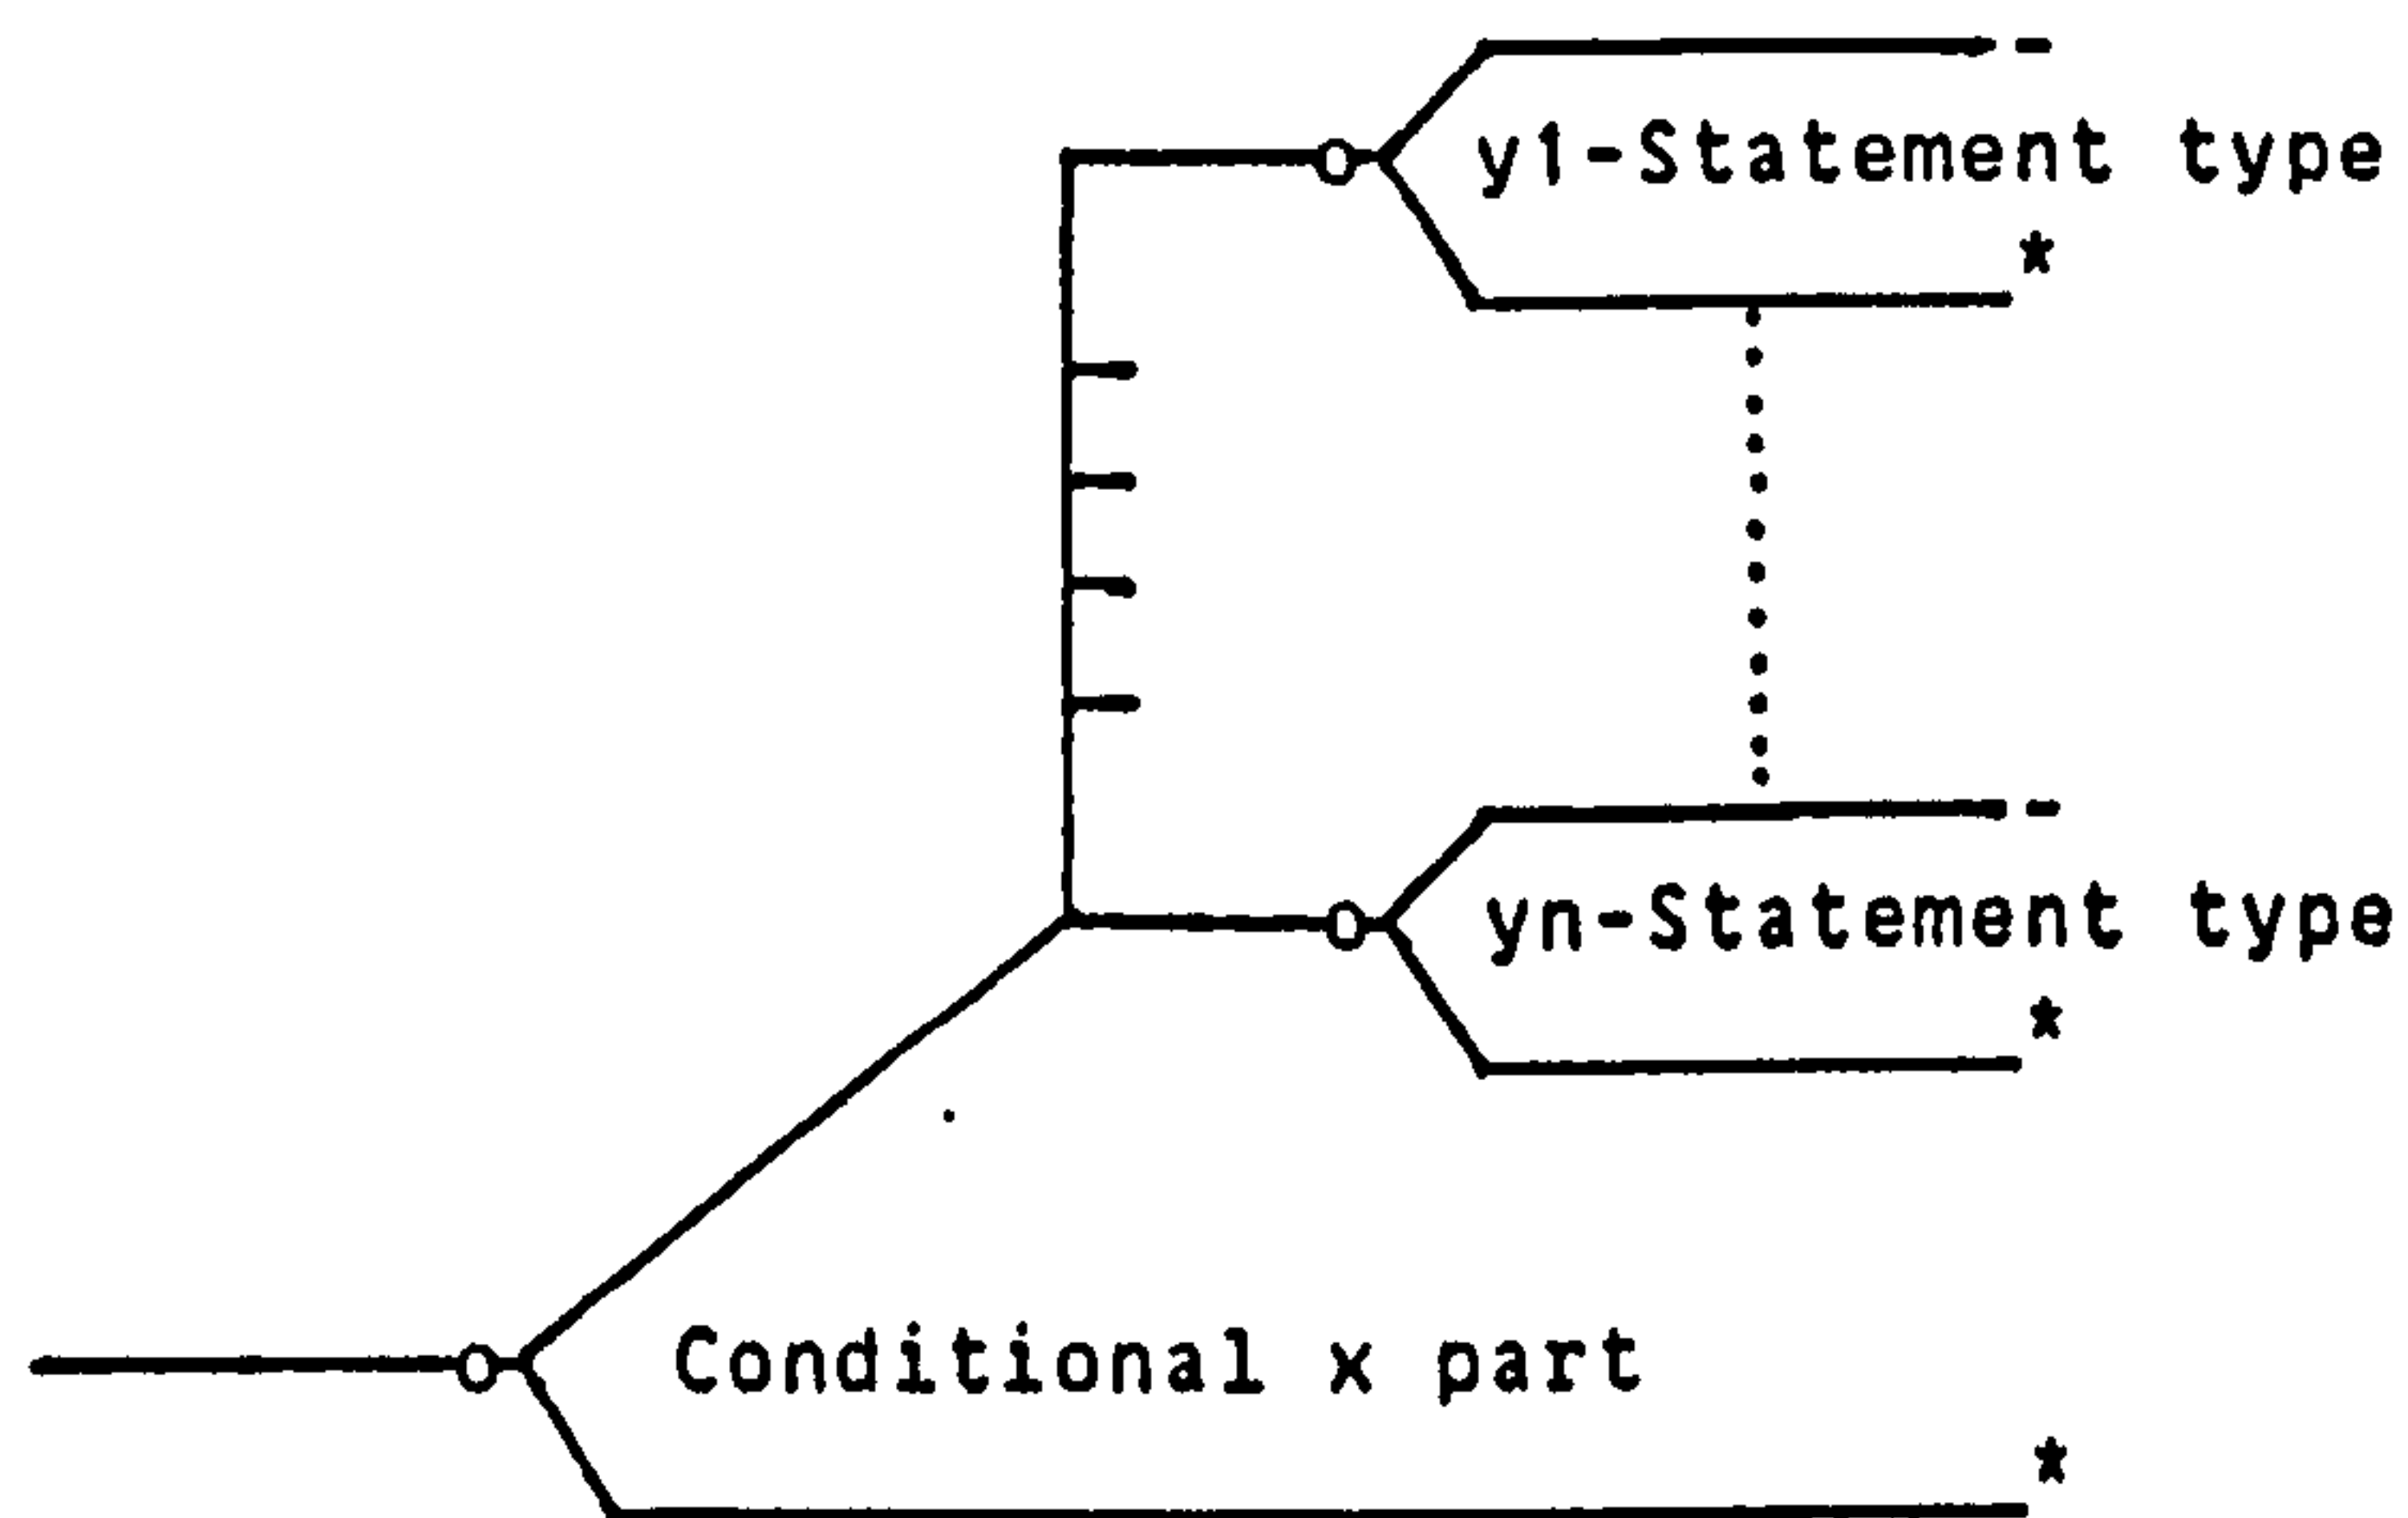 y1-Statement type
*
yn-Statement type
*
Conditional x part
*